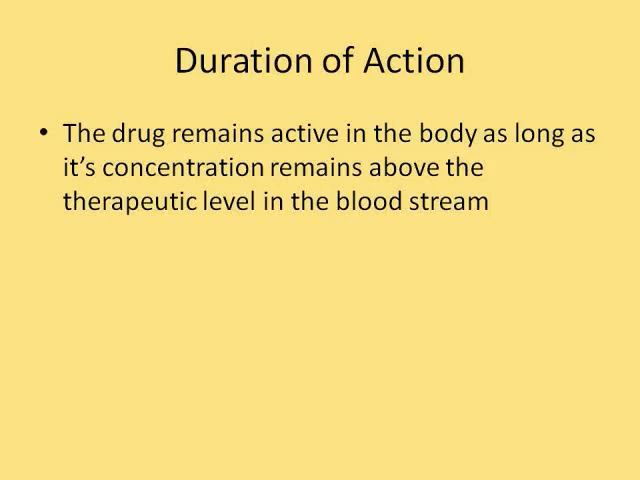 Duration of Action
• The drug remains active in the body as long as
it's concentration remains above the
therapeutic level in the blood stream